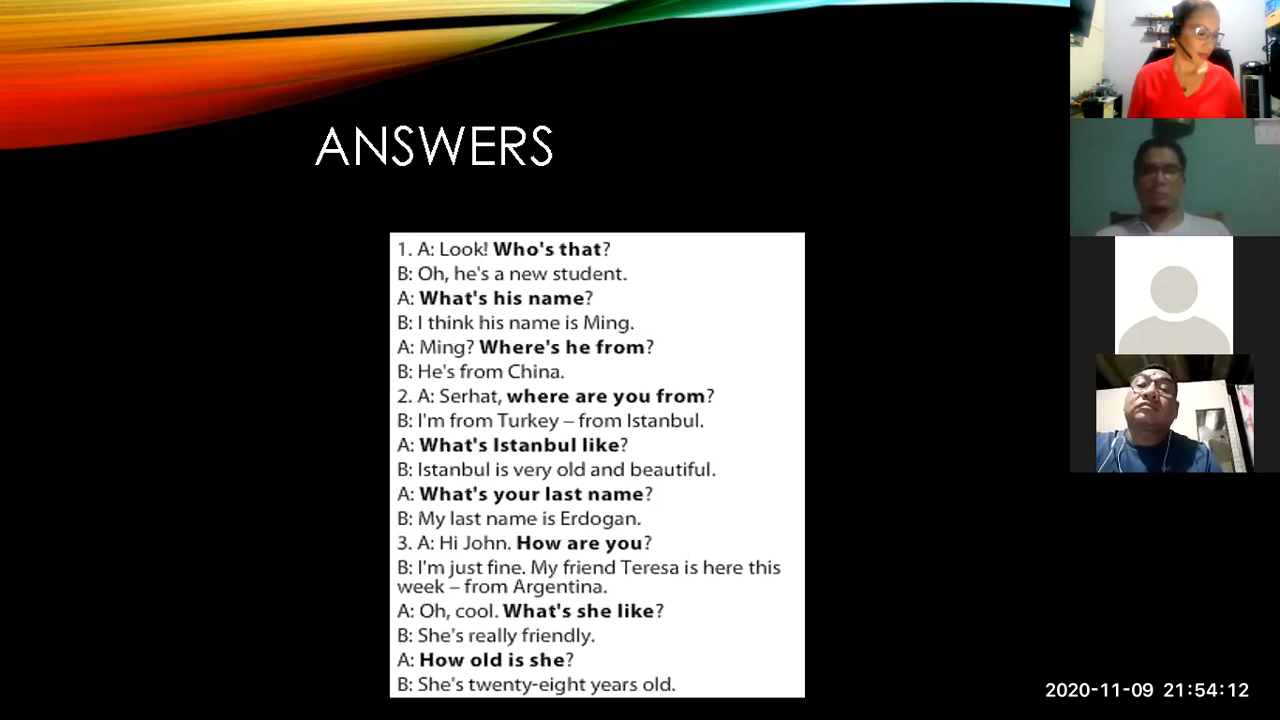 ANSWERS
1. A: Look! Who's that?
B: Oh, he's a new student.
A: What's his name?
B: I think his name is Ming.
A: Ming? Where's he from?
B: He's from China.
2. A: Serhat, where are you from?
B: I'm from Turkey – from Istanbul.
A: What's Istanbul like?
B: Istanbul is very old and beautiful.
A: What's your last name?
B: My last name is Erdogan.
3. A: Hi John. How are you?
B: I'm just fine. My friend Teresa is here this
week – from Argentina.
A: Oh, cool. What's she like?
B: She's really friendly.
A: How old is she?
B: She's twenty-eight years old.
2020-11-09 21:54:12